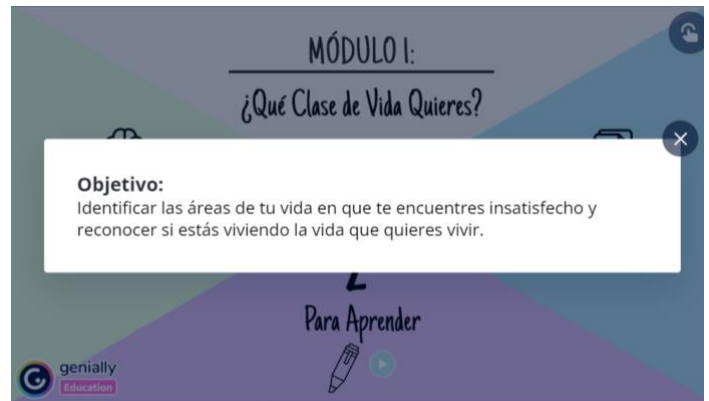 MÓDULO I:
¿Qué Clase de Vida Quieres?
Objetivo:
Identificar las áreas de tu vida en que te encuentres insatisfecho y
reconocer si estás viviendo la vida que quieres vivir.
Para Aprender
genially
Education